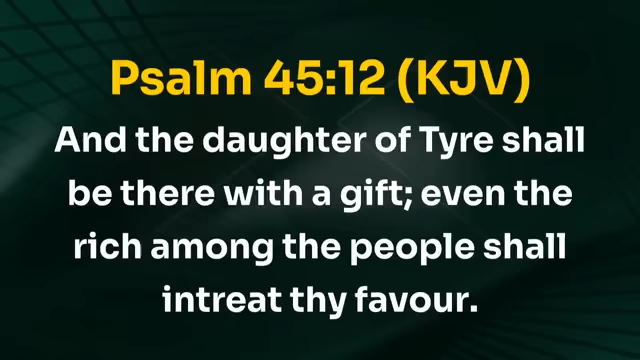 Psalm 45:12 (KJV)
And the daughter of Tyre shall
be there with a gift; even the
rich among the people shall
intreat thy favour.